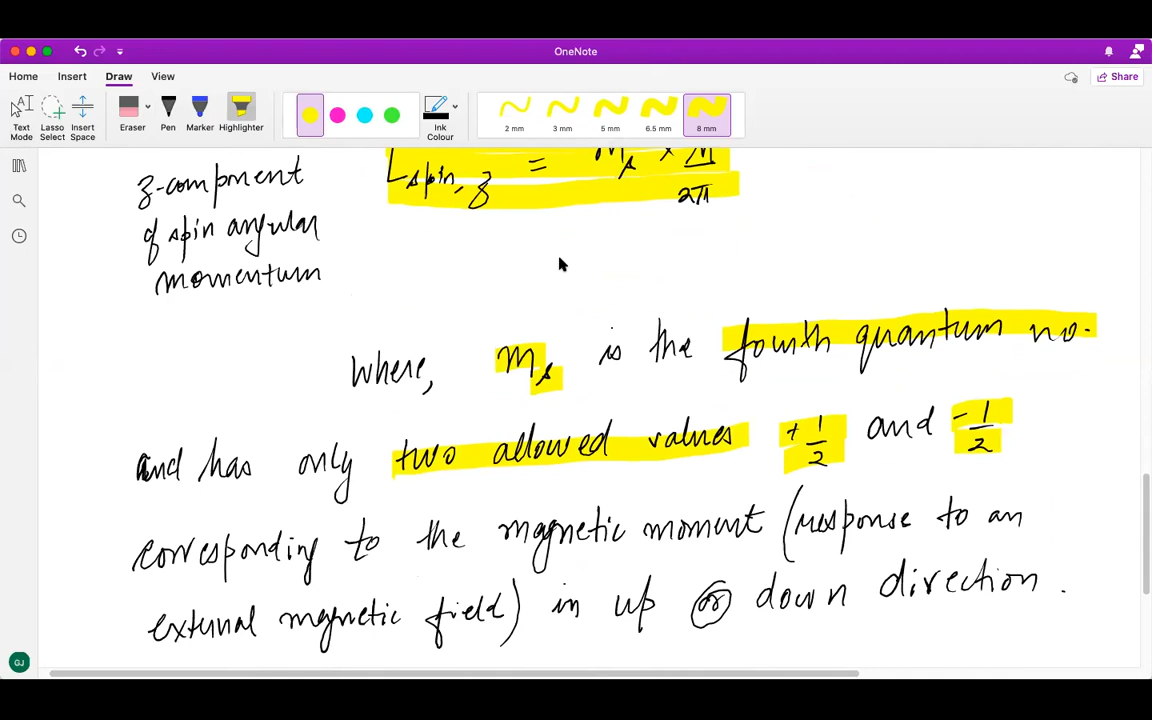 OneNote
Home Insert Draw View
Share
Text Mode
Lasso Select
Insert Space
Eraser
Pen
Marker
Highlighter
Ink Colour
2 mm
3 mm
5 mm
6.5 mm
8 mm
z-component
of spin angular
momentum
L spin, z = ms × h/2π
where, ms is the fourth quantum no.
and has only two allowed values +1/2 and -1/2
corresponding to the magnetic moment (response to an
external magnetic field) in up or down direction.
GJ